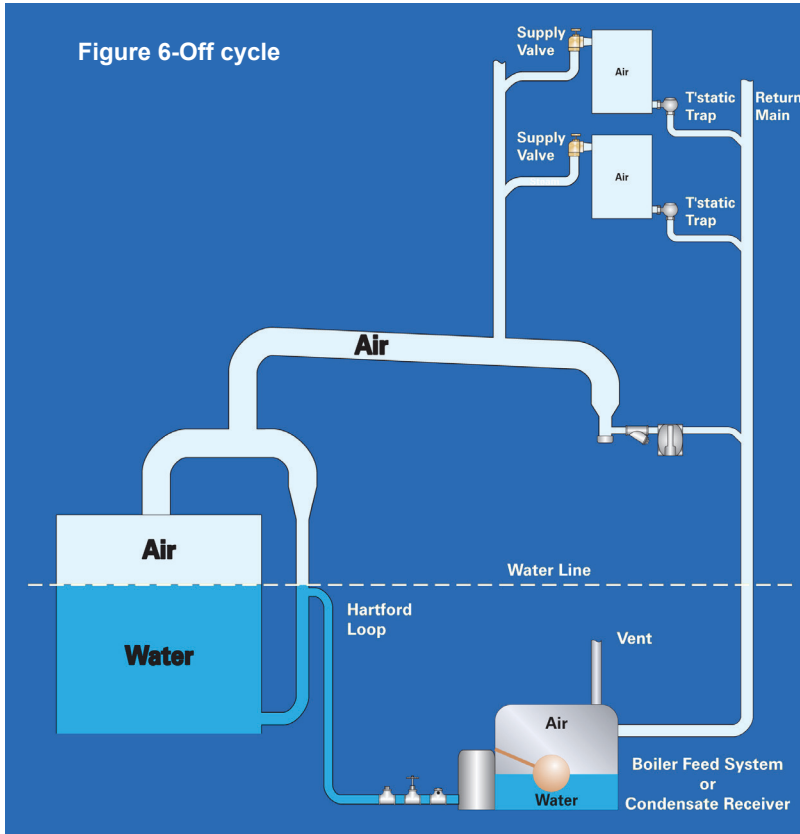 Figure 6-Off cycle
Supply
Valve
Air
T'static
Trap
Return
Main
Supply
Valve
Air
T'static
Trap
Air
Air
Water Line
Hartford
Loop
Water
Vent
Air
Water
Boiler Feed System
or
Condensate Receiver